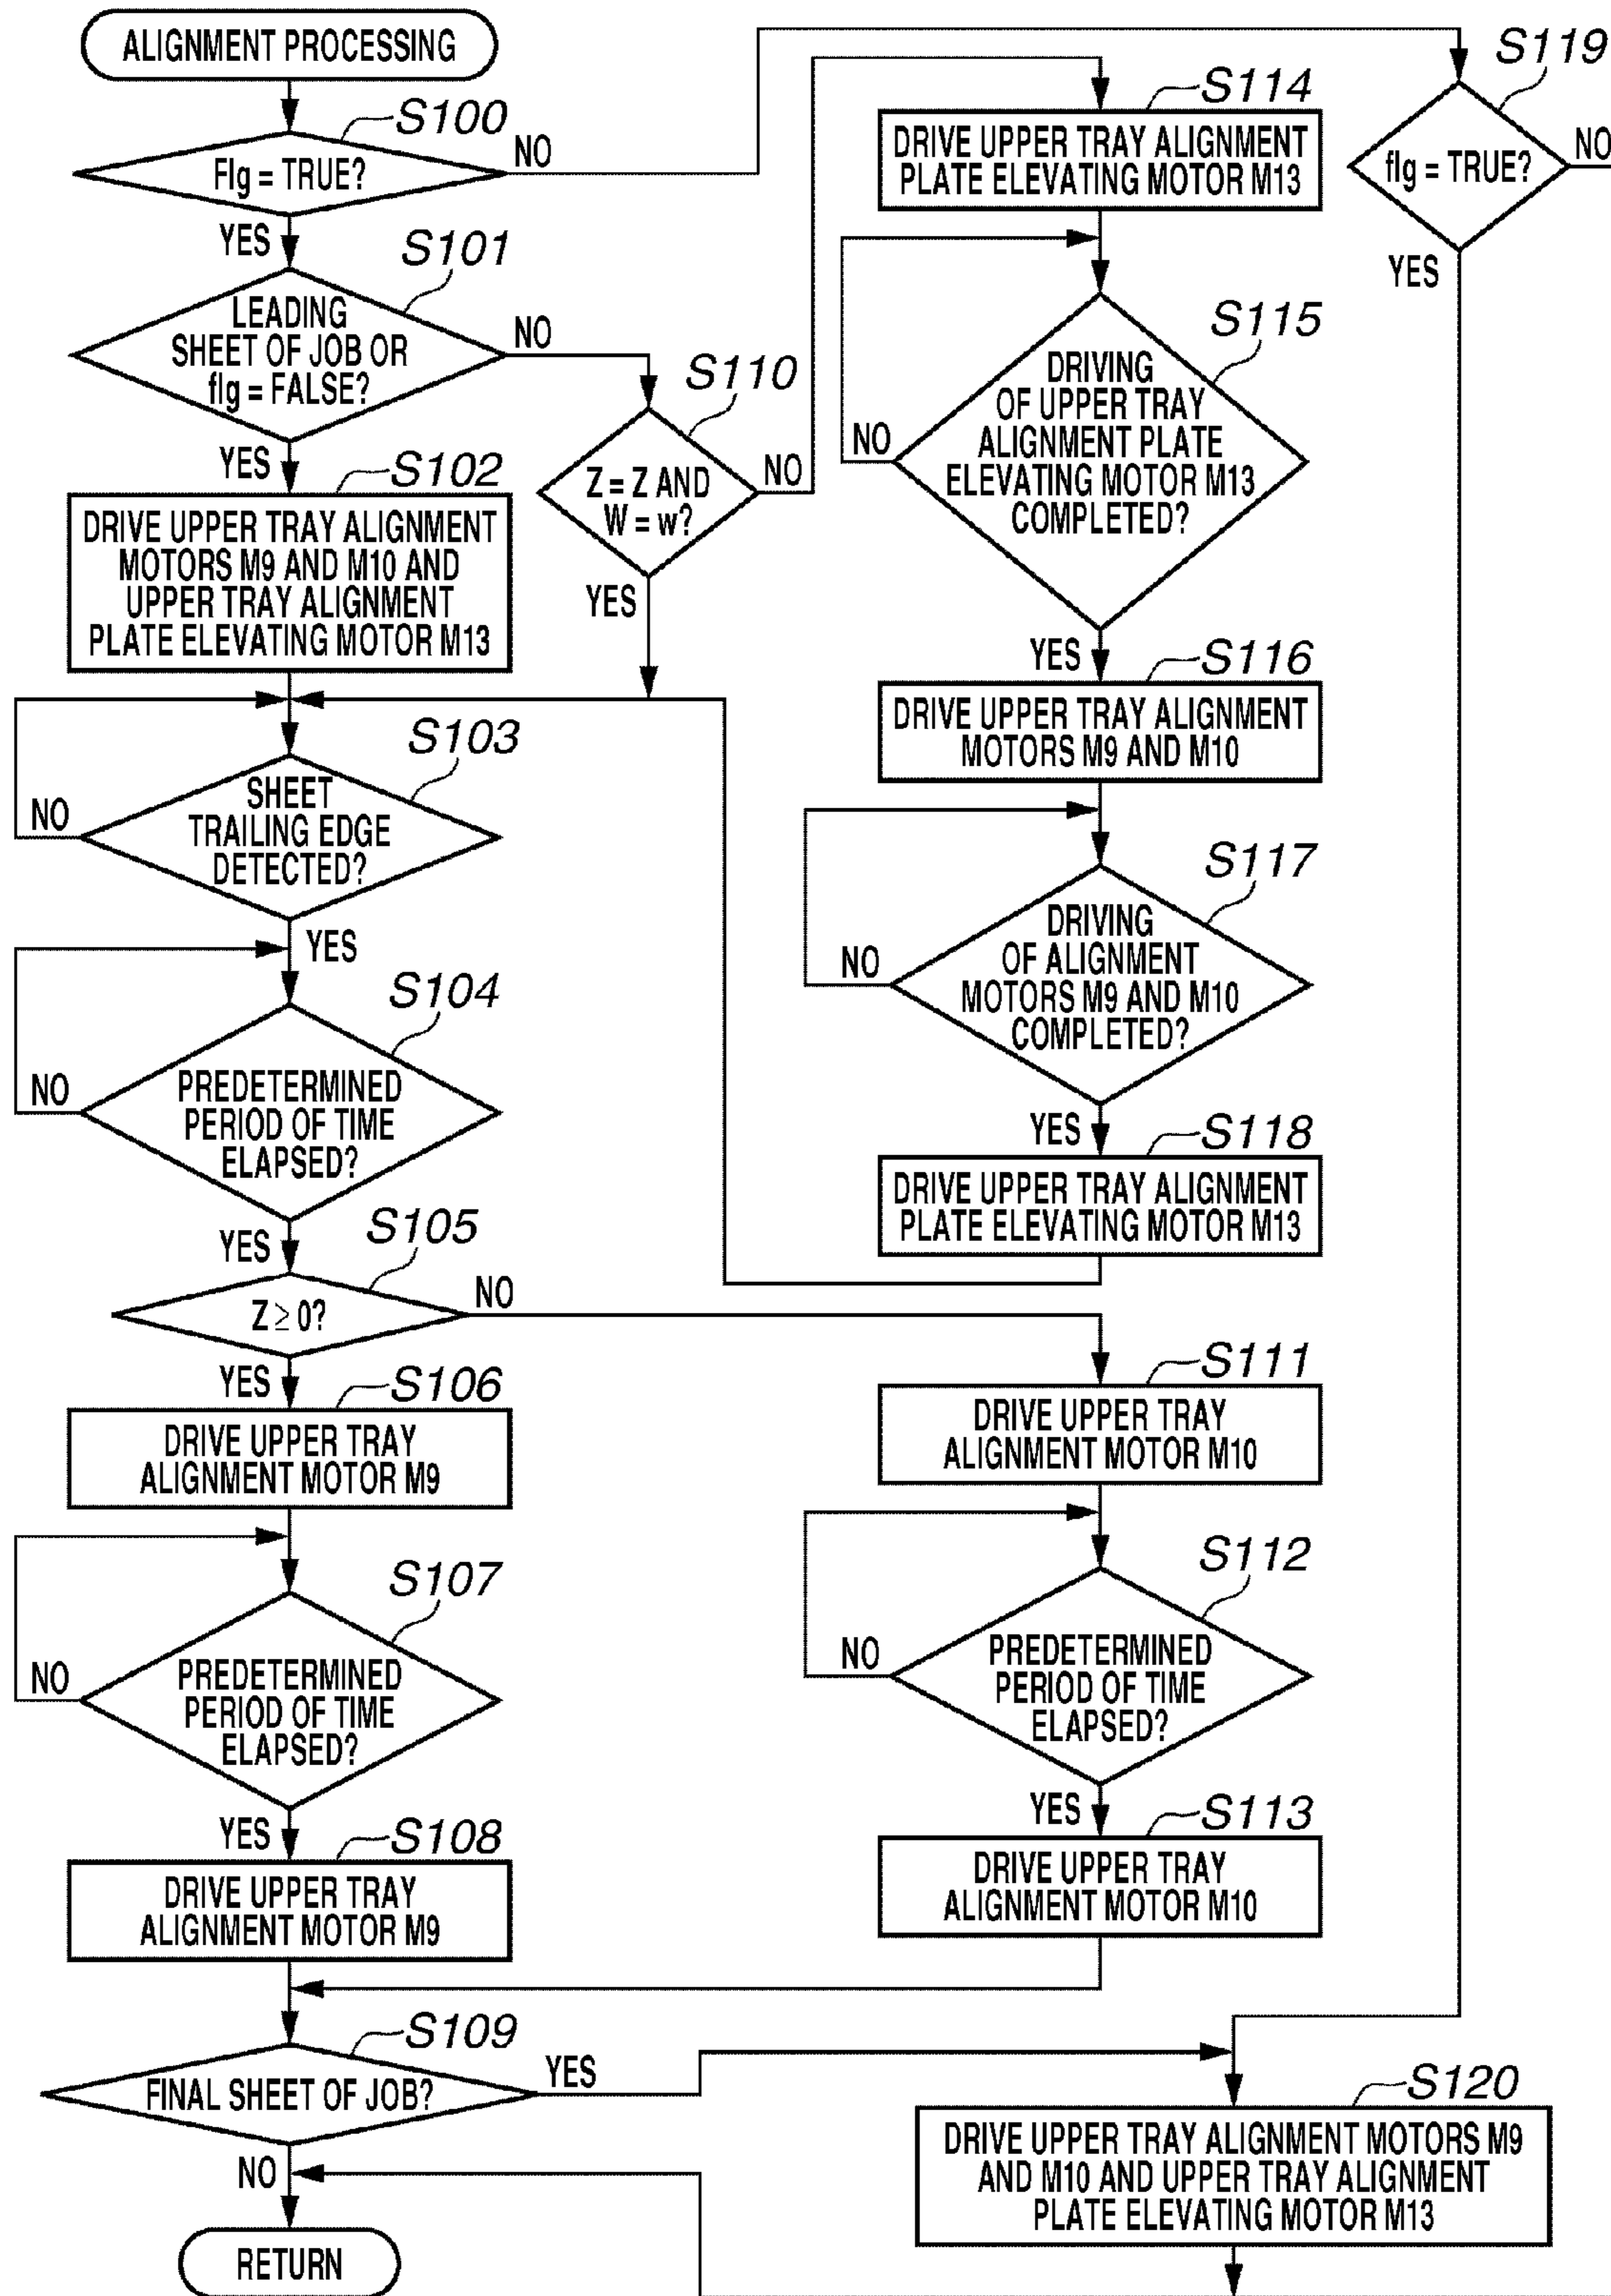 ALIGNMENT PROCESSING
S100
Flg = TRUE?
NO
YES
S101
LEADING
SHEET OF JOB OR
flg = FALSE?
NO
YES
S102
DRIVE UPPER TRAY ALIGNMENT
MOTORS M9 AND M10 AND
UPPER TRAY ALIGNMENT
PLATE ELEVATING MOTOR M13
S103
SHEET
TRAILING EDGE
DETECTED?
NO
YES
S104
PREDETERMINED
PERIOD OF TIME
ELAPSED?
NO
YES
S105
Z ≥ 0?
NO
YES
S106
DRIVE UPPER TRAY
ALIGNMENT MOTOR M9
S107
PREDETERMINED
PERIOD OF TIME
ELAPSED?
NO
YES
S108
DRIVE UPPER TRAY
ALIGNMENT MOTOR M9
S109
FINAL SHEET OF JOB?
YES
NO
RETURN
S110
Z = Z AND
W = w?
NO
YES
S114
DRIVE UPPER TRAY ALIGNMENT
PLATE ELEVATING MOTOR M13
S115
DRIVING
OF UPPER TRAY
ALIGNMENT PLATE
ELEVATING MOTOR M13
COMPLETED?
NO
YES
S116
DRIVE UPPER TRAY ALIGNMENT
MOTORS M9 AND M10
S117
DRIVING
OF ALIGNMENT
MOTORS M9 AND M10
COMPLETED?
NO
YES
S118
DRIVE UPPER TRAY ALIGNMENT
PLATE ELEVATING MOTOR M13
S111
DRIVE UPPER TRAY
ALIGNMENT MOTOR M10
S112
PREDETERMINED
PERIOD OF TIME
ELAPSED?
NO
YES
S113
DRIVE UPPER TRAY
ALIGNMENT MOTOR M10
S119
flg = TRUE?
NO
YES
S120
DRIVE UPPER TRAY ALIGNMENT MOTORS M9
AND M10 AND UPPER TRAY ALIGNMENT
PLATE ELEVATING MOTOR M13